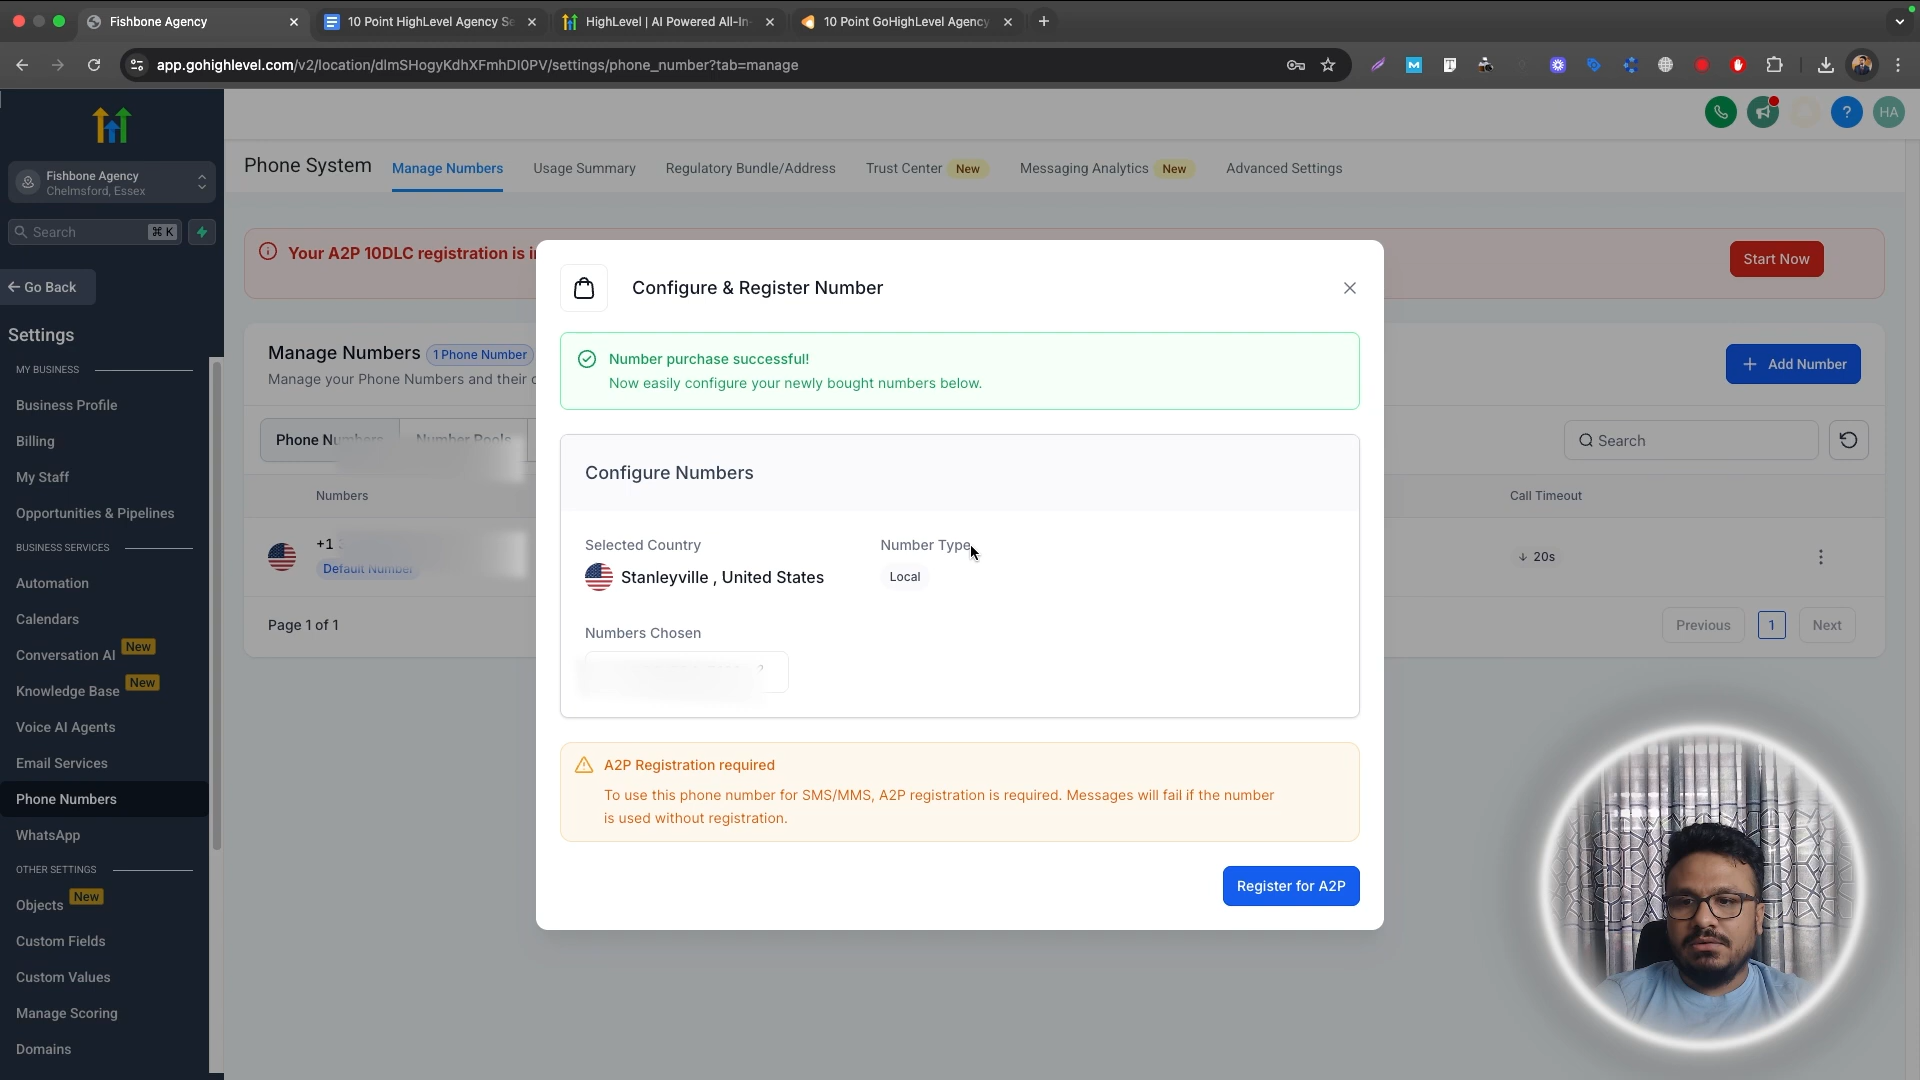 Fishbone Agency
10 Point HighLevel Agency Se
HighLevel | AI Powered All-In-
10 Point GoHighLevel Agency
app.gohighlevel.com/v2/location/dlmSHogyKdhXFmhDI0PV/settings/phone_number?tab=manage
Fishbone Agency
Chelmsford, Essex
Search
⌘ K
Go Back
Settings
MY BUSINESS
Business Profile
Billing
My Staff
Opportunities & Pipelines
BUSINESS SERVICES
Automation
Calendars
Conversation AI New
Knowledge Base New
Voice AI Agents
Email Services
Phone Numbers
WhatsApp
OTHER SETTINGS
Objects New
Custom Fields
Custom Values
Manage Scoring
Domains
HA
Phone System
Manage Numbers
Usage Summary
Regulatory Bundle/Address
Trust Center New
Messaging Analytics New
Advanced Settings
Your A2P 10DLC registration is
Start Now
Manage Numbers 1 Phone Number
Manage your Phone Numbers and their
Add Number
Phone Numbers
Number Pools
Search
Numbers
Call Timeout
+1
Default Number
20s
Page 1 of 1
Previous
1
Next
Configure & Register Number
Number purchase successful!
Now easily configure your newly bought numbers below.
Configure Numbers
Selected Country
Number Type
Stanleyville , United States
Local
Numbers Chosen
A2P Registration required
To use this phone number for SMS/MMS, A2P registration is required. Messages will fail if the number
is used without registration.
Register for A2P